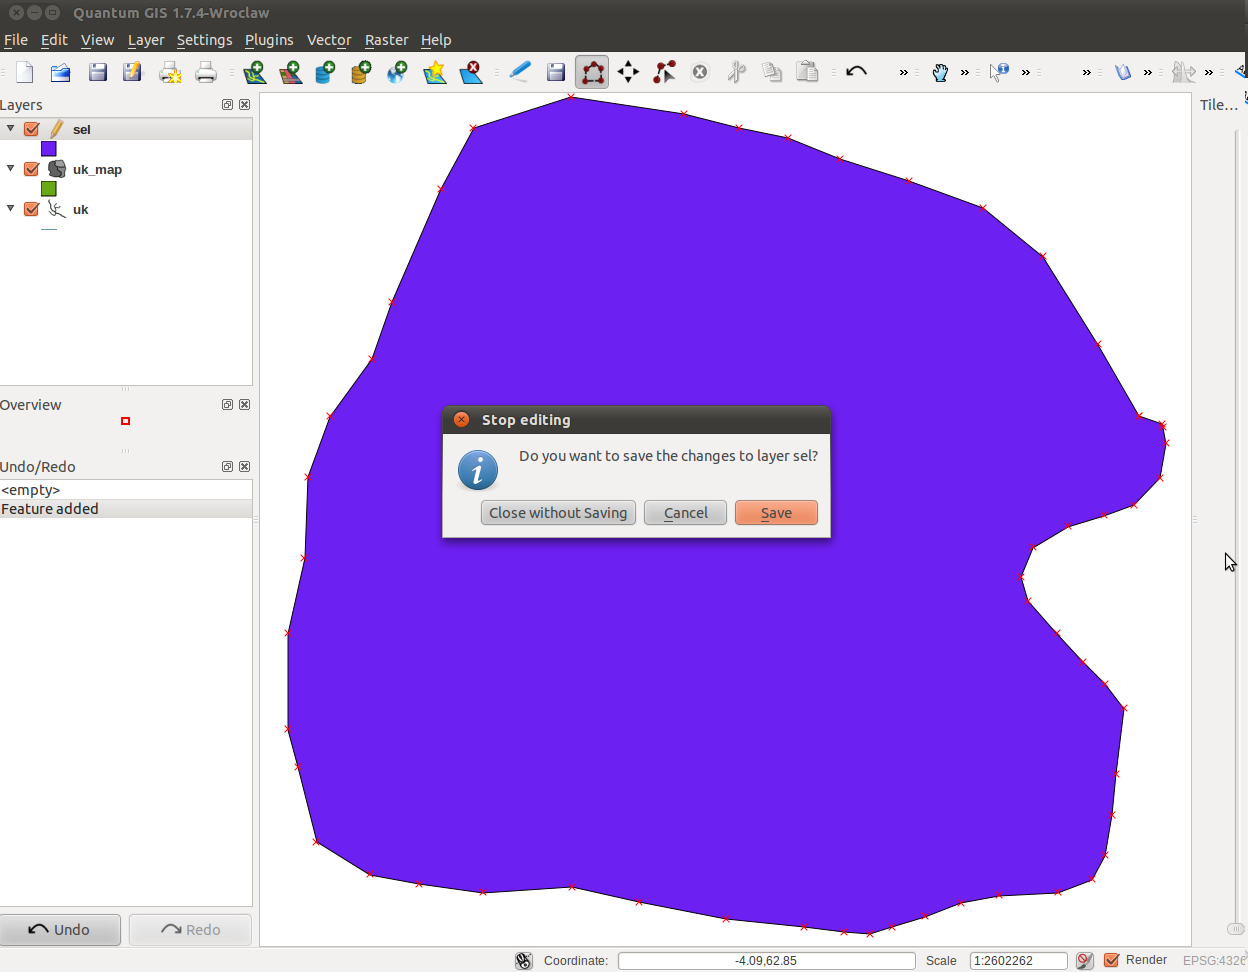 Quantum GIS 1.7.4-Wroclaw
File Edit View Layer Settings Plugins Vector Raster Help
Layers
sel
uk_map
uk
Overview
Undo/Redo
<empty>
Feature added
Undo Redo
Tile...
Stop editing
Do you want to save the changes to layer sel?
Close without Saving Cancel Save
Coordinate: -4.09,62.85 Scale 1:2602262 Render EPSG:4326